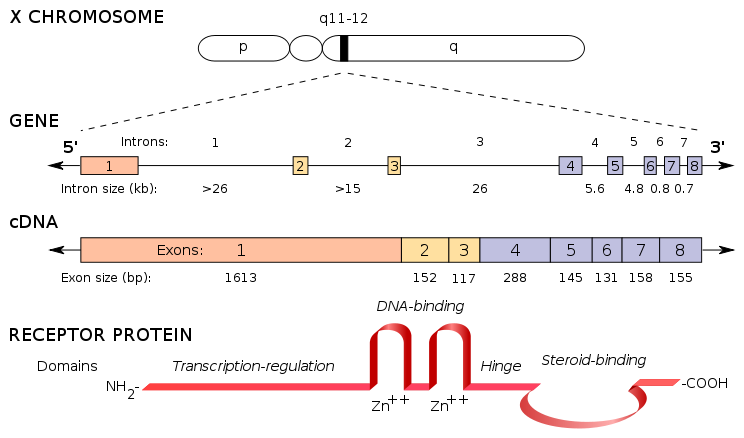 X CHROMOSOME
q11-12
p q
GENE
5' Introns: 1 2 3 4 5 6 7 3'
1 2 3 4 5 6 7 8
Intron size (kb): >26 >15 26 5.6 4.8 0.8 0.7
cDNA
Exons: 1 2 3 4 5 6 7 8
Exon size (bp): 1613 152 117 288 145 131 158 155
DNA-binding
RECEPTOR PROTEIN
Domains Transcription-regulation Hinge Steroid-binding
NH2- -COOH
Zn++ Zn++